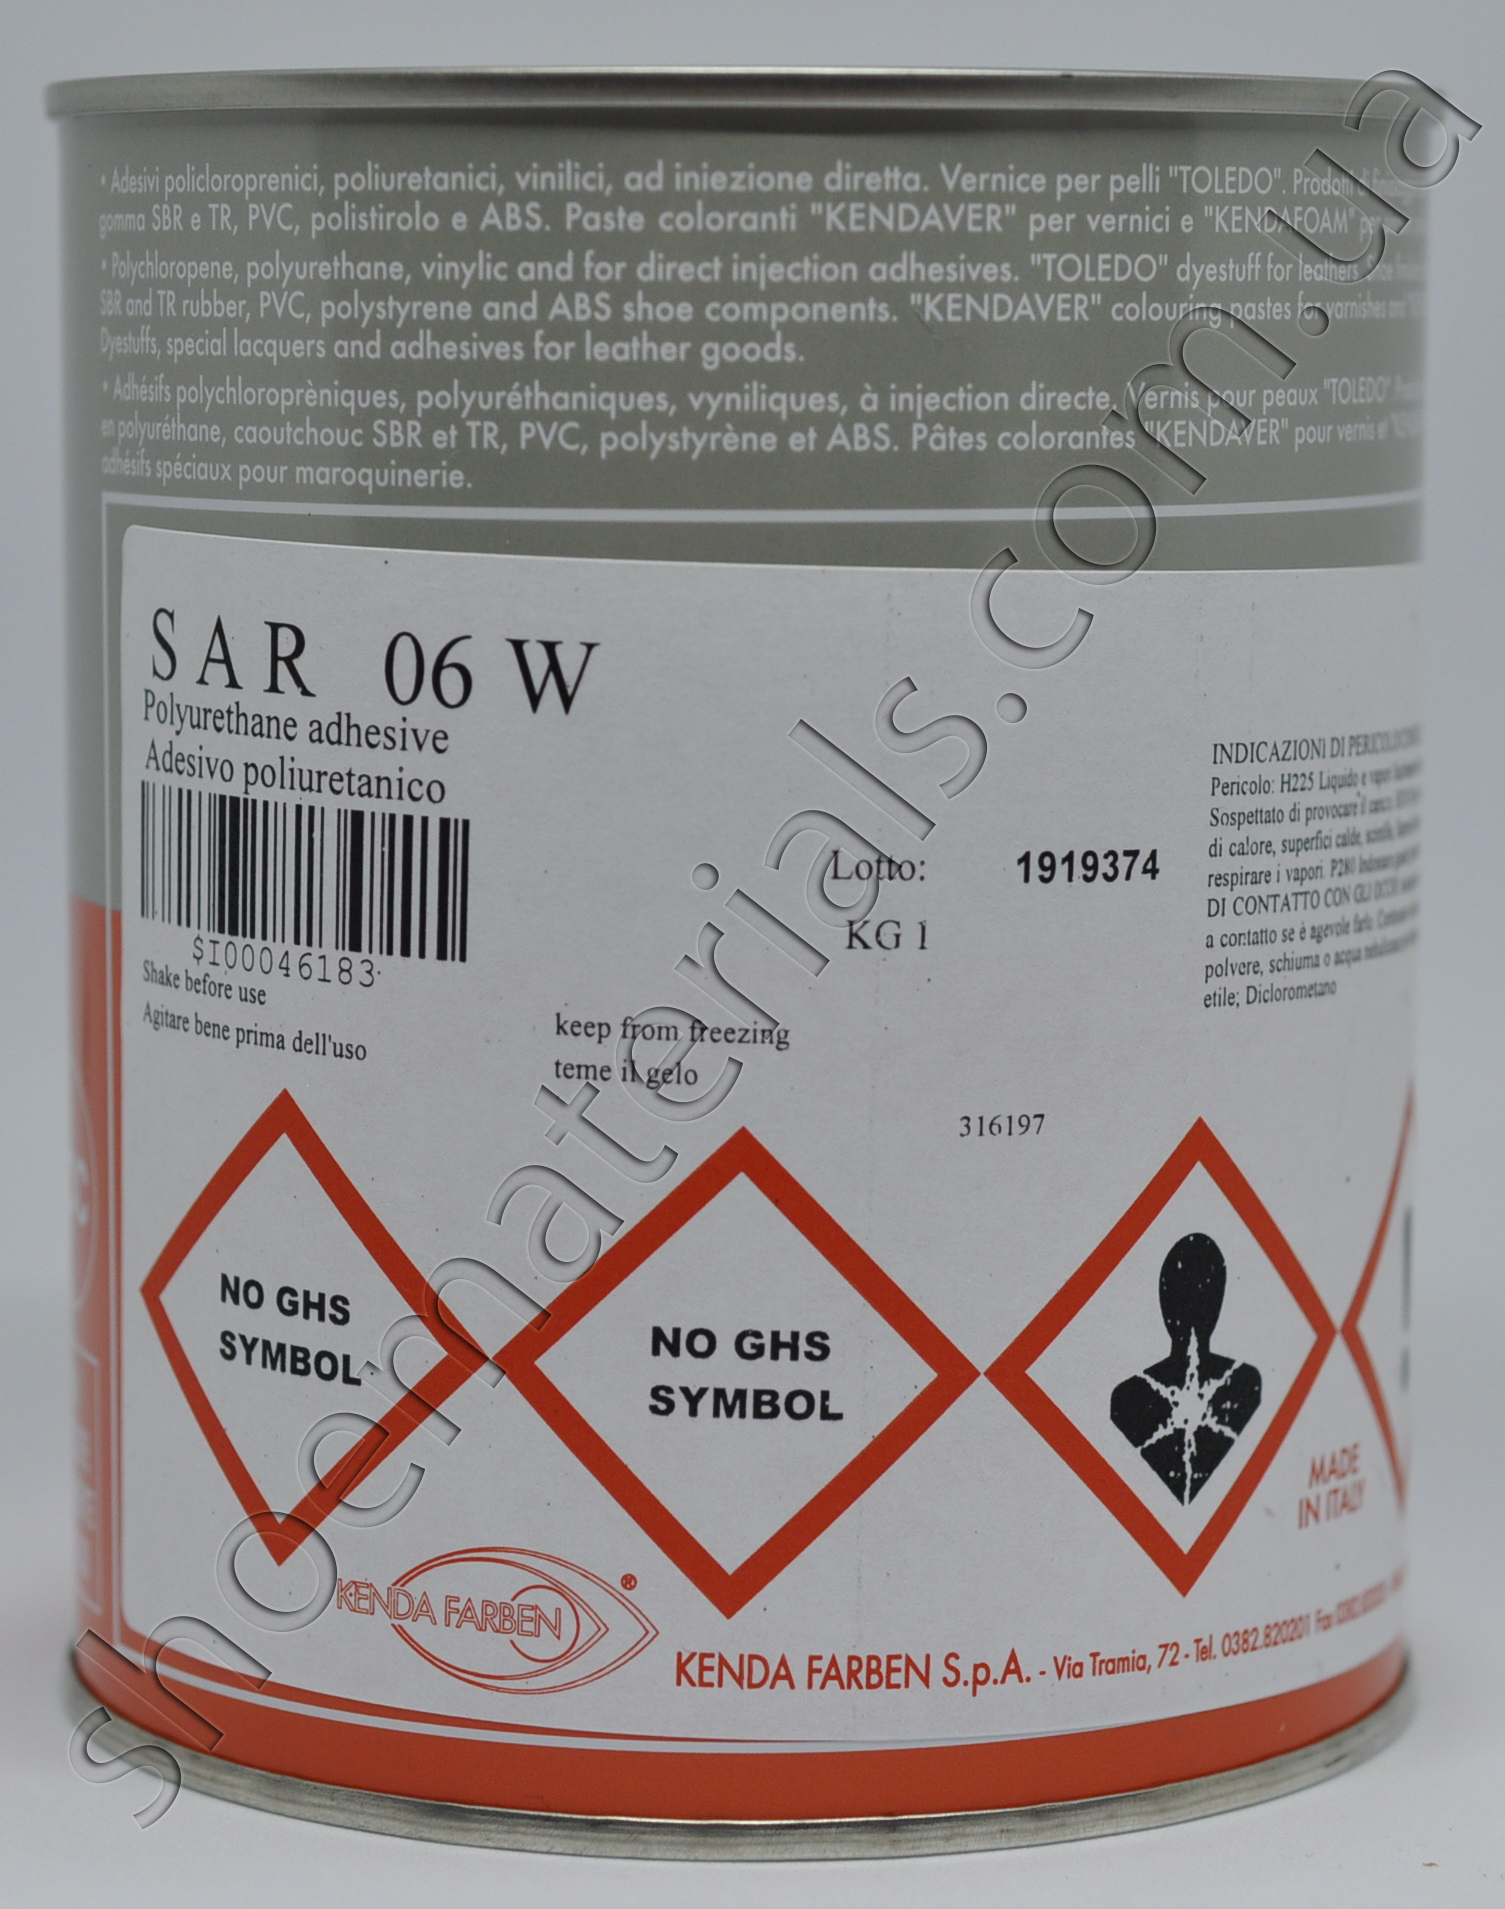 • Adesivi policloroprenici, poliuretanici, vinilici, ad iniezione diretta. Vernice per pelli "TOLEDO". Prodotti di
gomma SBR e TR, PVC, polistirolo e ABS. Paste coloranti "KENDAVER" per vernici e "KENDAFOAM" per
• Polychloropene, polyurethane, vinylic and for direct injection adhesives. "TOLEDO" dyestuff for leathers. Shoe
SBR and TR rubber, PVC, polystyrene and ABS shoe components. "KENDAVER" colouring pastes for varnishes and
Dyestuffs, special lacquers and adhesives for leather goods.
• Adhésifs polychloroprèniques, polyuréthaniques, vyniliques, à injection directe. Vernis pour peaux "TOLEDO".
en polyuréthane, caoutchouc SBR et TR, PVC, polystyrène et ABS. Pâtes colorantes "KENDAVER" pour vernis et
adhésifs spéciaux pour maroquinerie.
SAR 06 W
Polyurethane adhesive
Adesivo poliuretanico
$I00046183
Shake before use
Agitare bene prima dell'uso
Lotto: 1919374
KG 1
keep from freezing
teme il gelo
316197
INDICAZIONI DI
Pericolo: H225 Liquido e vapori
Sospettato di provocare il cancro.
di calore, superfici calde, scintille,
respirare i vapori. P280 Indossare
DI CONTATTO CON GLI OCCHI
a contatto se è agevole farlo.
polvere, schiuma o acqua
etile; Diclorometano
NO GHS
SYMBOL
NO GHS
SYMBOL
MADE
IN ITALY
KENDA FARBEN ®
KENDA FARBEN S.p.A. - Via Tramia, 72 - Tel. 0382.820201 Fax
shoematerials.com.ua